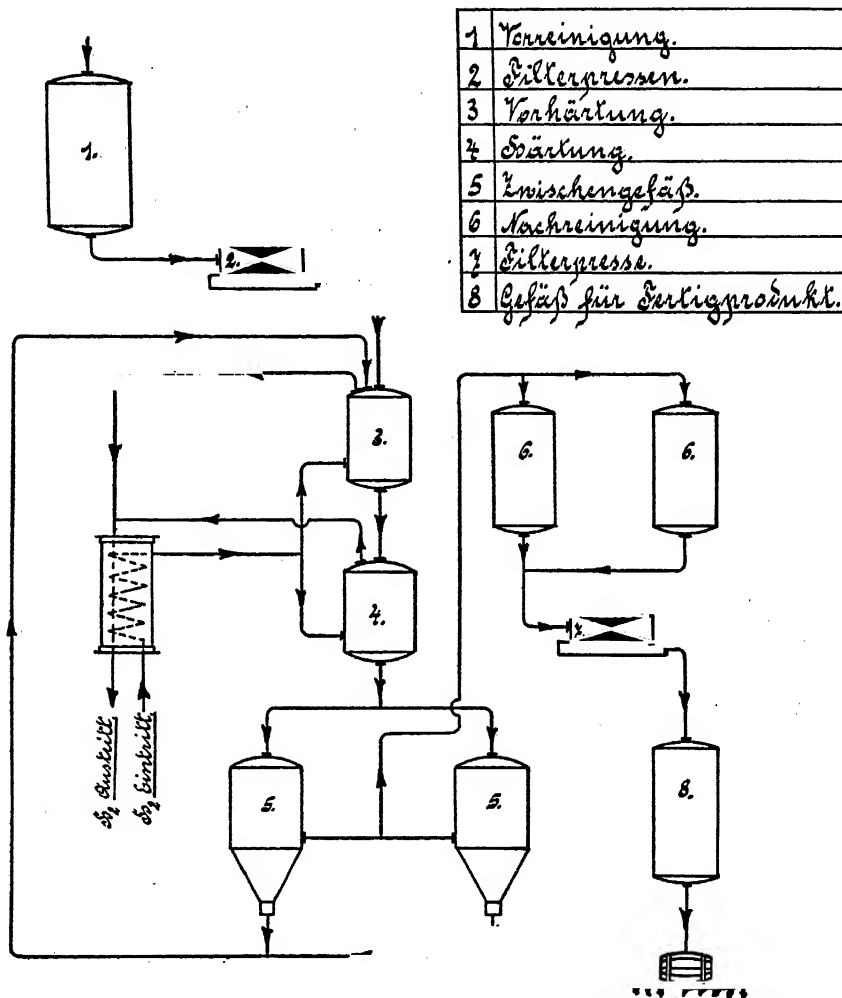 1 Vorreinigung.
2 Filterpressen.
3 Vorhärtung.
4 Härtung.
5 Zwischengefäß.
6 Nachreinigung.
7 Filterpresse.
8 Gefäß für Fertigprodukt.
1.
2.
3.
6.
6.
4.
7.
H₂ Austritt
H₂ Eintritt
5.
5.
8.